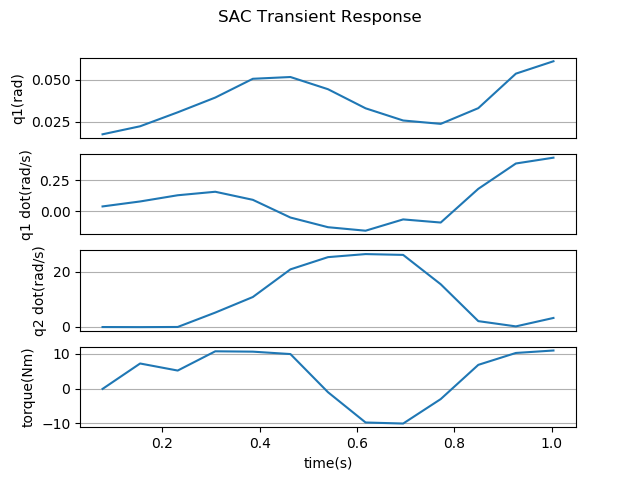 SAC Transient Response
q1(rad)
0.050
0.025
q1 dot(rad/s)
0.25
0.00
q2 dot(rad/s)
20
0
torque(Nm)
10
0
−10
0.2 0.4 0.6 0.8 1.0
time(s)